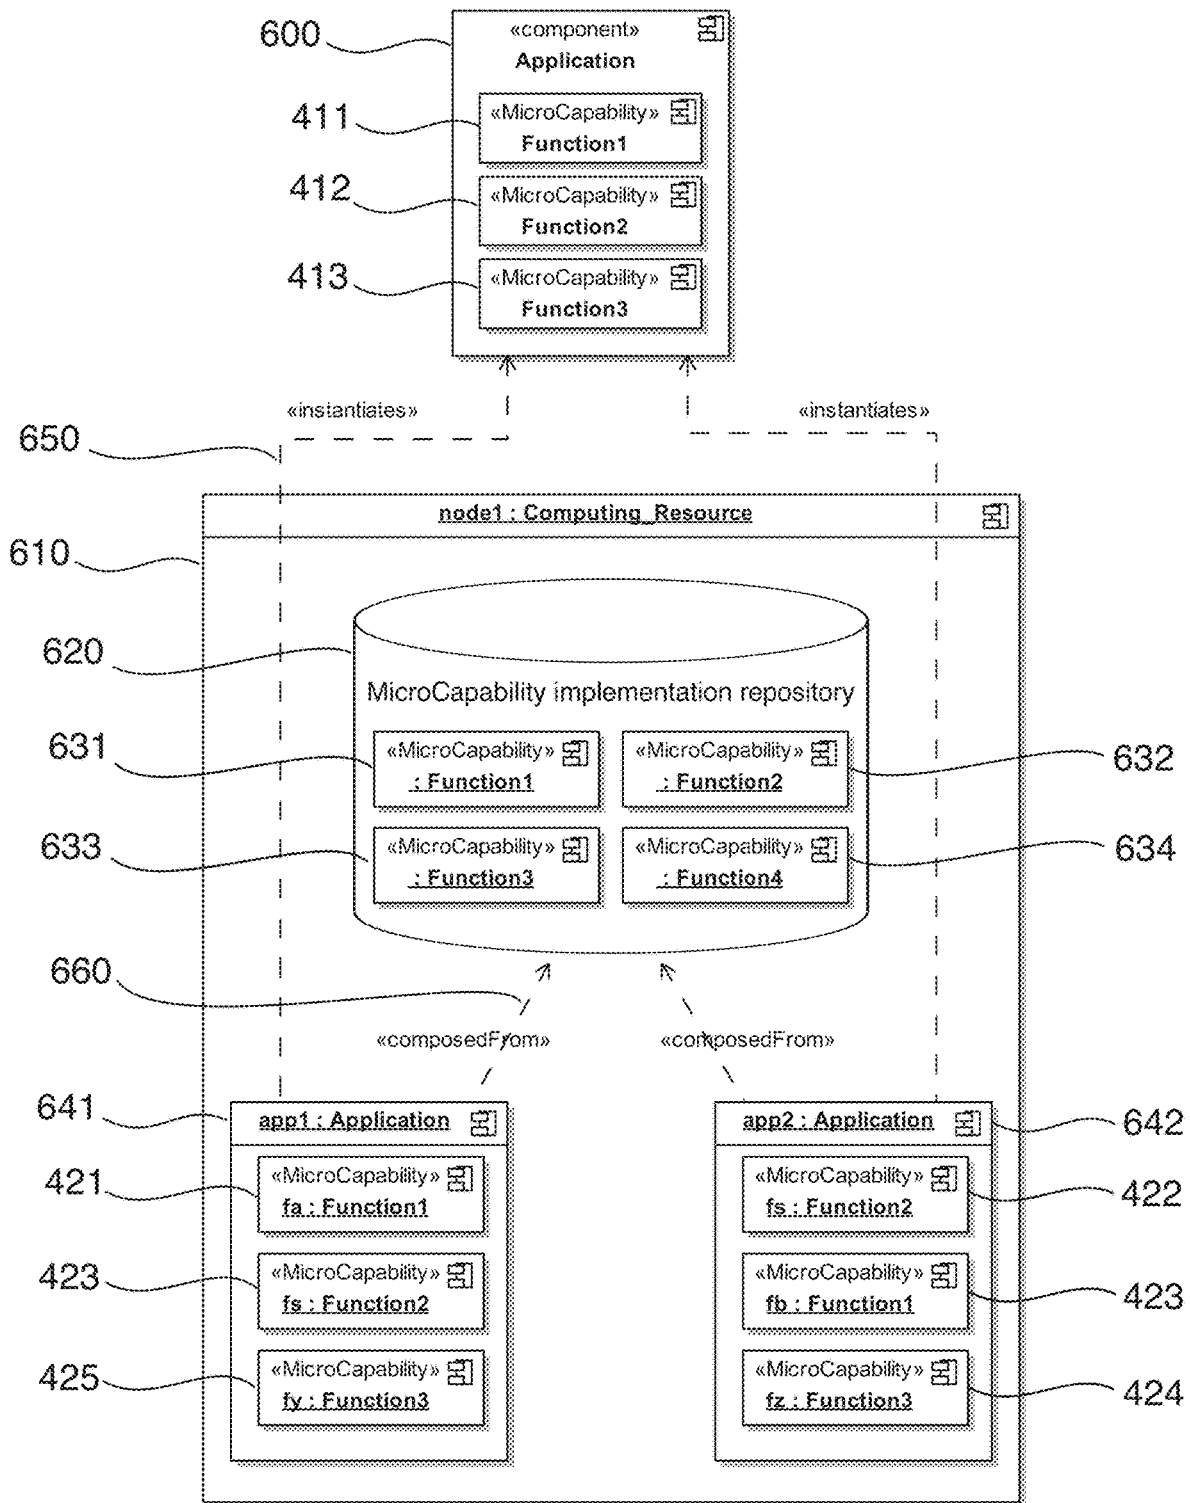 600
«component»
Application
411
«MicroCapability»
Function1
412
«MicroCapability»
Function2
413
«MicroCapability»
Function3
«instantiates»
«instantiates»
650
node1 : Computing_Resource
610
620
MicroCapability implementation repository
631
«MicroCapability»
: Function1
«MicroCapability»
: Function2
632
633
«MicroCapability»
: Function3
«MicroCapability»
: Function4
634
660
«composedFrom»
«composedFrom»
641
app1 : Application
app2 : Application
642
421
«MicroCapability»
fa : Function1
«MicroCapability»
fs : Function2
422
423
«MicroCapability»
fs : Function2
«MicroCapability»
fb : Function1
423
425
«MicroCapability»
fy : Function3
«MicroCapability»
fz : Function3
424